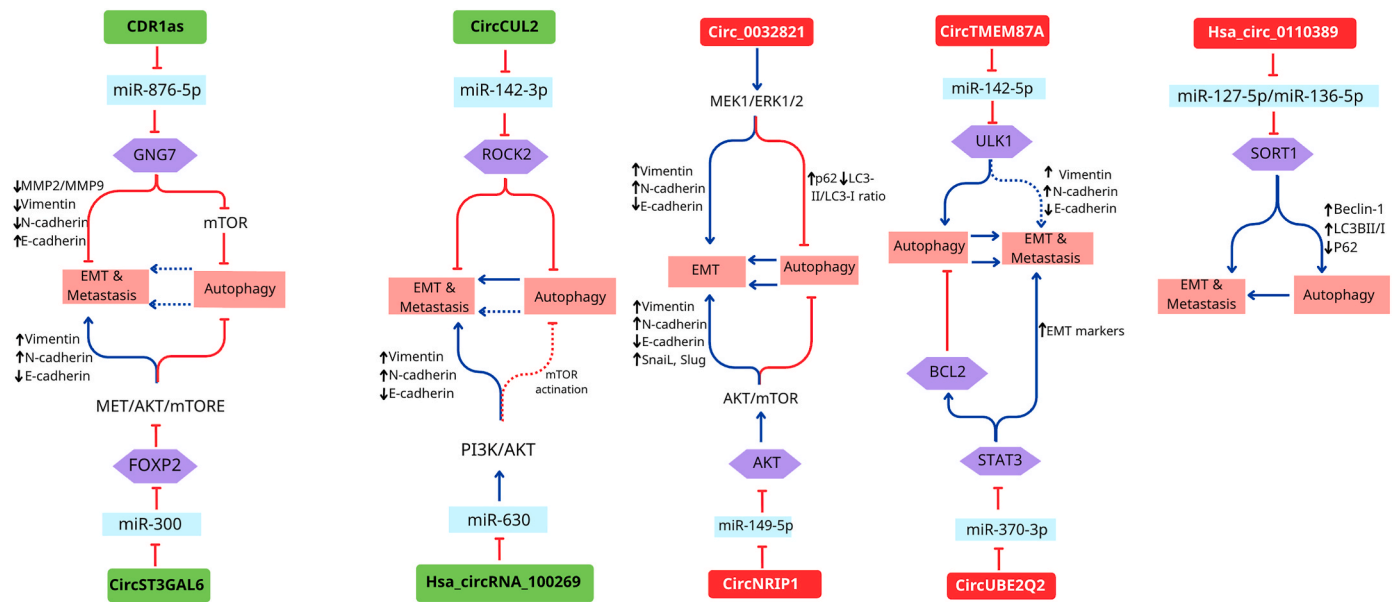 CDR1as
miR-876-5p
GNG7
MMP2/MMP9
Vimentin
N-cadherin
E-cadherin
mTOR
EMT &
Metastasis
Autophagy
Vimentin
N-cadherin
E-cadherin
MET/AKT/mTORE
FOXP2
miR-300
CircST3GAL6
CircCUL2
miR-142-3p
ROCK2
EMT &
Metastasis
Autophagy
Vimentin
N-cadherin
E-cadherin
mTOR
actination
PI3K/AKT
miR-630
Hsa_circRNA_100269
Circ_0032821
MEK1/ERK1/2
Vimentin
N-cadherin
E-cadherin
p62 LC3-
II/LC3-I ratio
EMT
Autophagy
Vimentin
N-cadherin
E-cadherin
SnaiL, Slug
AKT/mTOR
AKT
miR-149-5p
CircNRIP1
CircTMEM87A
miR-142-5p
ULK1
Vimentin
N-cadherin
E-cadherin
Autophagy
EMT &
Metastasis
EMT markers
BCL2
STAT3
miR-370-3p
CircUBE2Q2
Hsa_circ_0110389
miR-127-5p/miR-136-5p
SORT1
Beclin-1
LC3BII/I
P62
EMT &
Metastasis
Autophagy